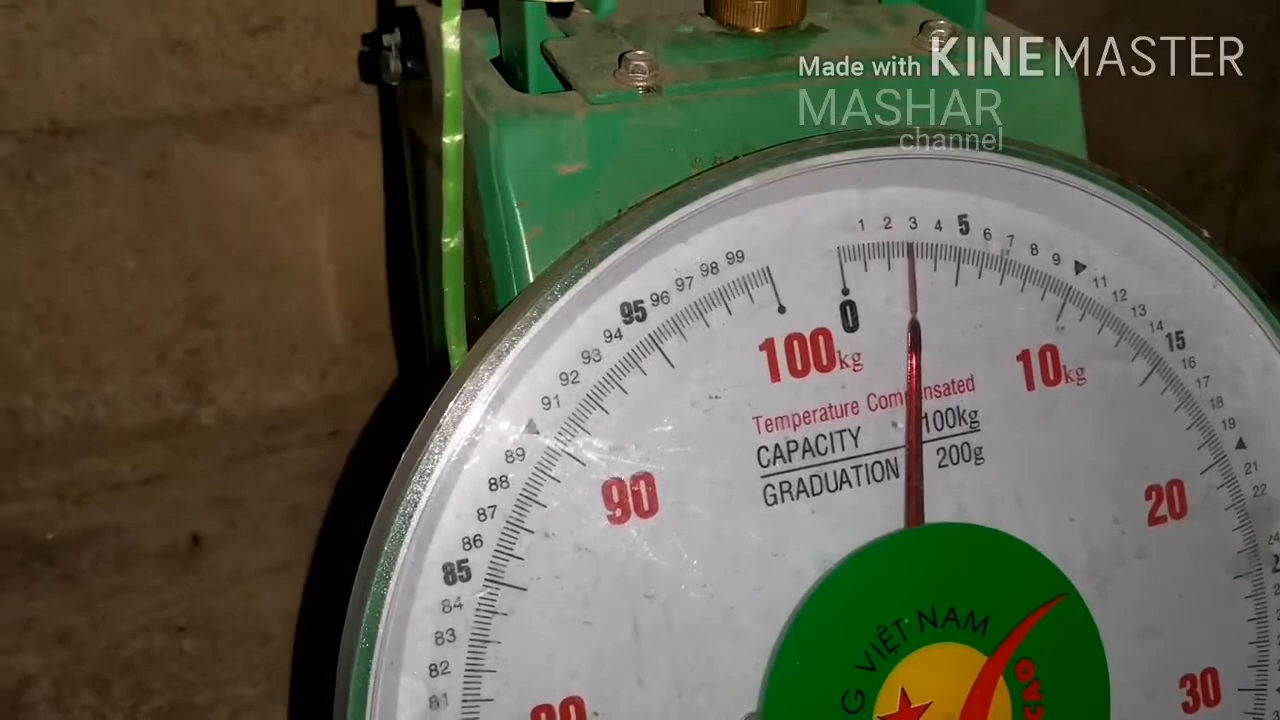 Made with KINEMASTER
MASHAR
channel
1 2 3 4 5 6 7 8 9 11 12 13 14 15 16 17 18 19 21 22
81 82 83 84 85 86 87 88 89 91 92 93 94 95 96 97 98 99
0
100kg
10kg
20
30
90
Temperature Compensated
CAPACITY 100kg
GRADUATION 200g
VIỆT NAM